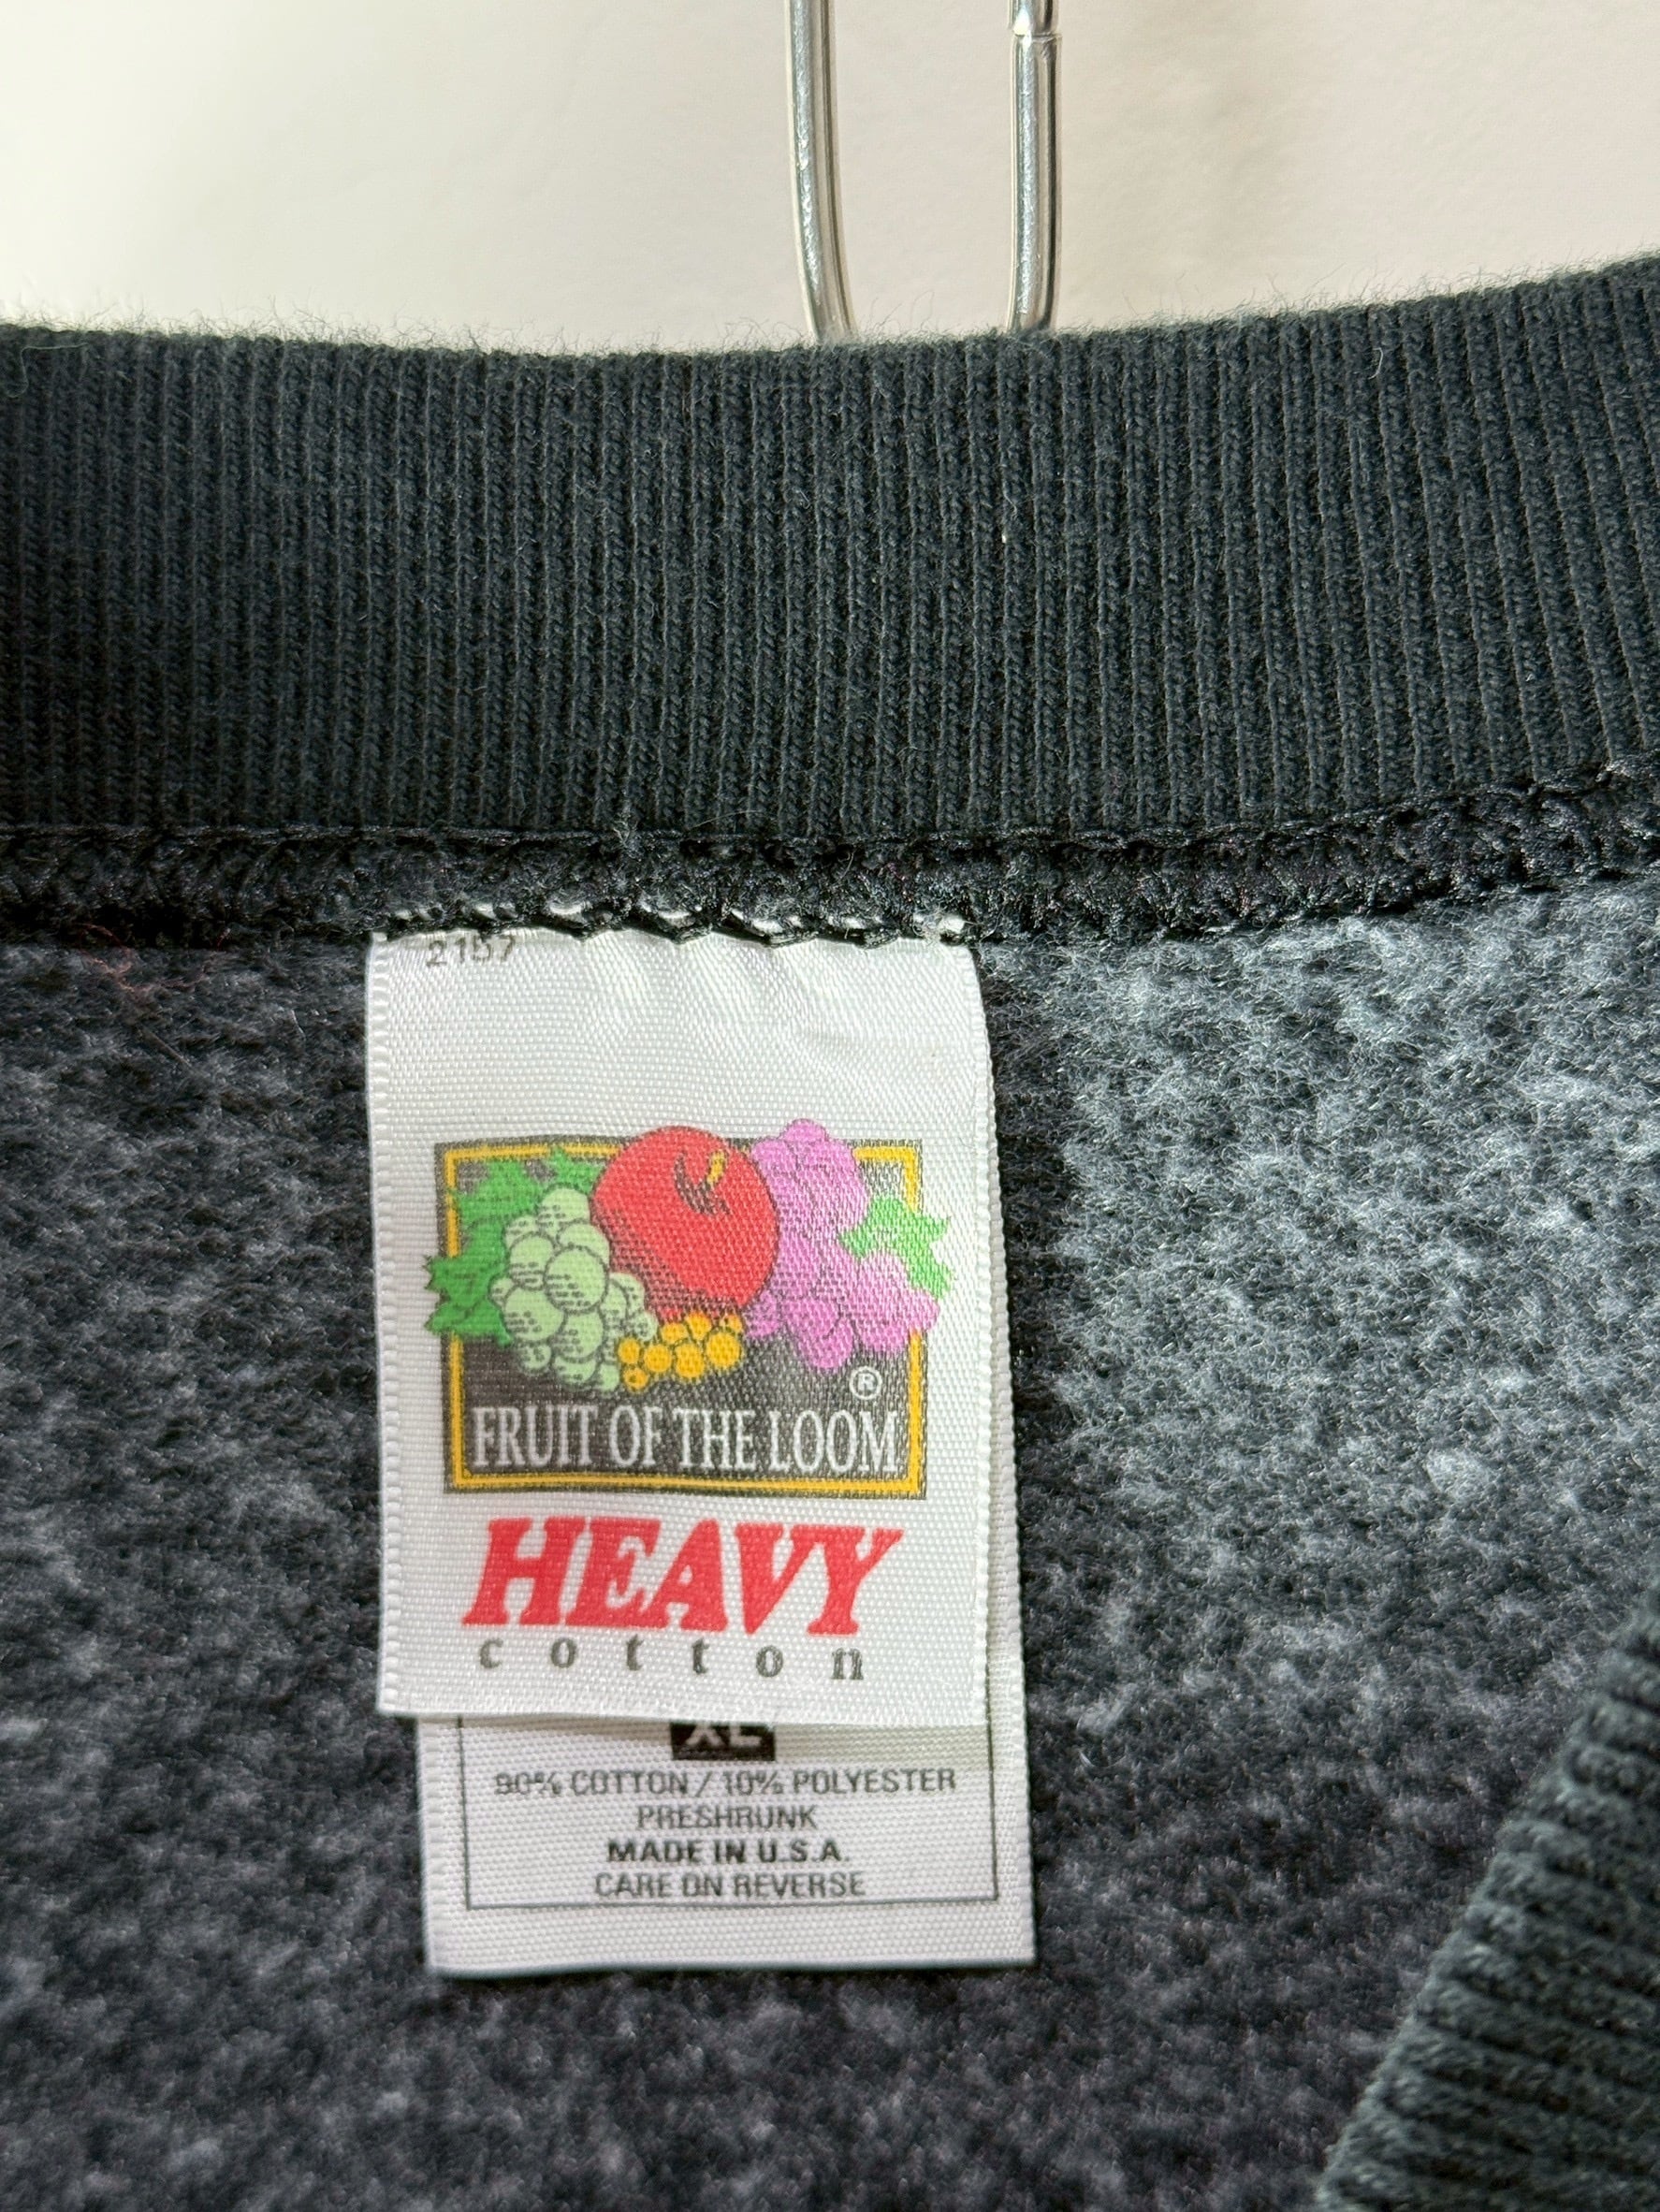 2157
®
FRUIT OF THE LOOM
HEAVY
cotton
XL
90% COTTON / 10% POLYESTER
PRESHRUNK
MADE IN U.S.A.
CARE ON REVERSE